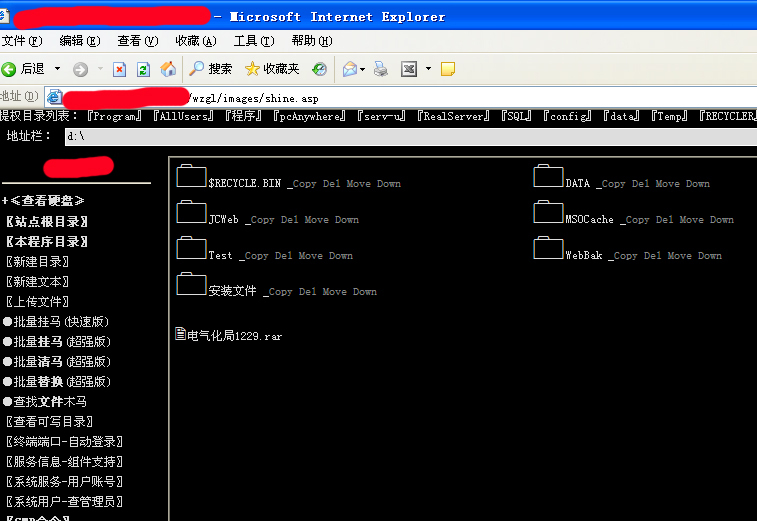 - Microsoft Internet Explorer
文件(F) 编辑(E) 查看(V) 收藏(A) 工具(T) 帮助(H)
后退 搜索 收藏夹
地址(D) /wzgl/images/shine.asp
提权目录列表：『Program』『AllUsers』『程序』『pcAnywhere』『serv-u』『RealServer』『SQL』『config』『data』『Temp』『RECYCLER
地址栏： d:\
+≪查看硬盘≫
〖站点根目录〗
〖本程序目录〗
〖新建目录〗
〖新建文本〗
〖上传文件〗
●批量挂马(快速版)
●批量挂马(超强版)
●批量清马(超强版)
●批量替换(超强版)
●查找文件木马
〖查看可写目录〗
〖终端端口-自动登录〗
〖服务信息-组件支持〗
〖系统服务-用户账号〗
〖系统用户-查管理员〗
$RECYCLE.BIN _Copy Del Move Down
DATA _Copy Del Move Down
JCWeb _Copy Del Move Down
MSOCache _Copy Del Move Down
Test _Copy Del Move Down
WebBak _Copy Del Move Down
安装文件 _Copy Del Move Down
电气化局1229.rar